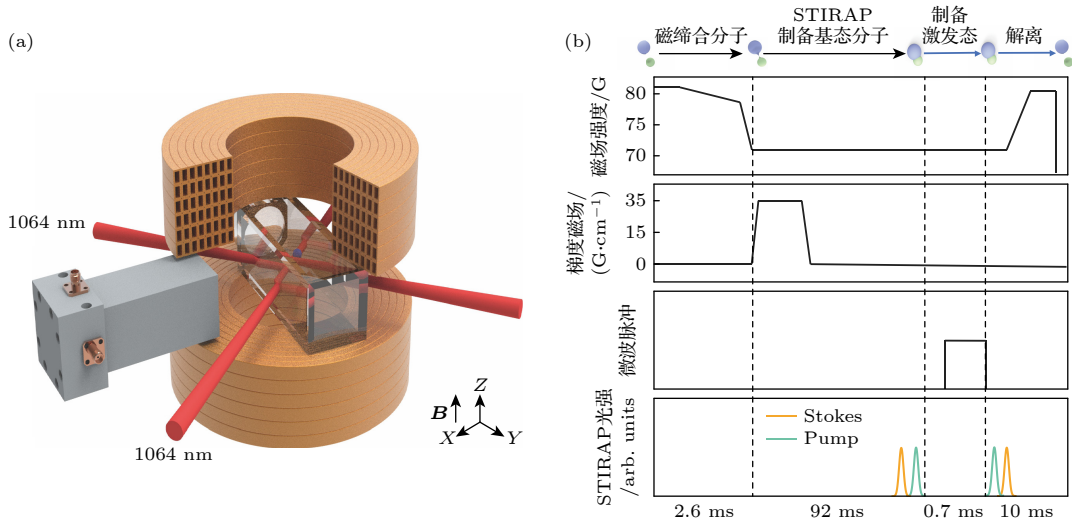 (a)
1064 nm
1064 nm
B
Z
X
Y
(b)
磁缔合分子
STIRAP
制备基态分子
制备
激发态
解离
磁场强度/G
80
75
70
梯度磁场/
(G·cm⁻¹)
35
15
0
微波脉冲
STIRAP光强
/arb. units
Stokes
Pump
2.6 ms
92 ms
0.7 ms
10 ms